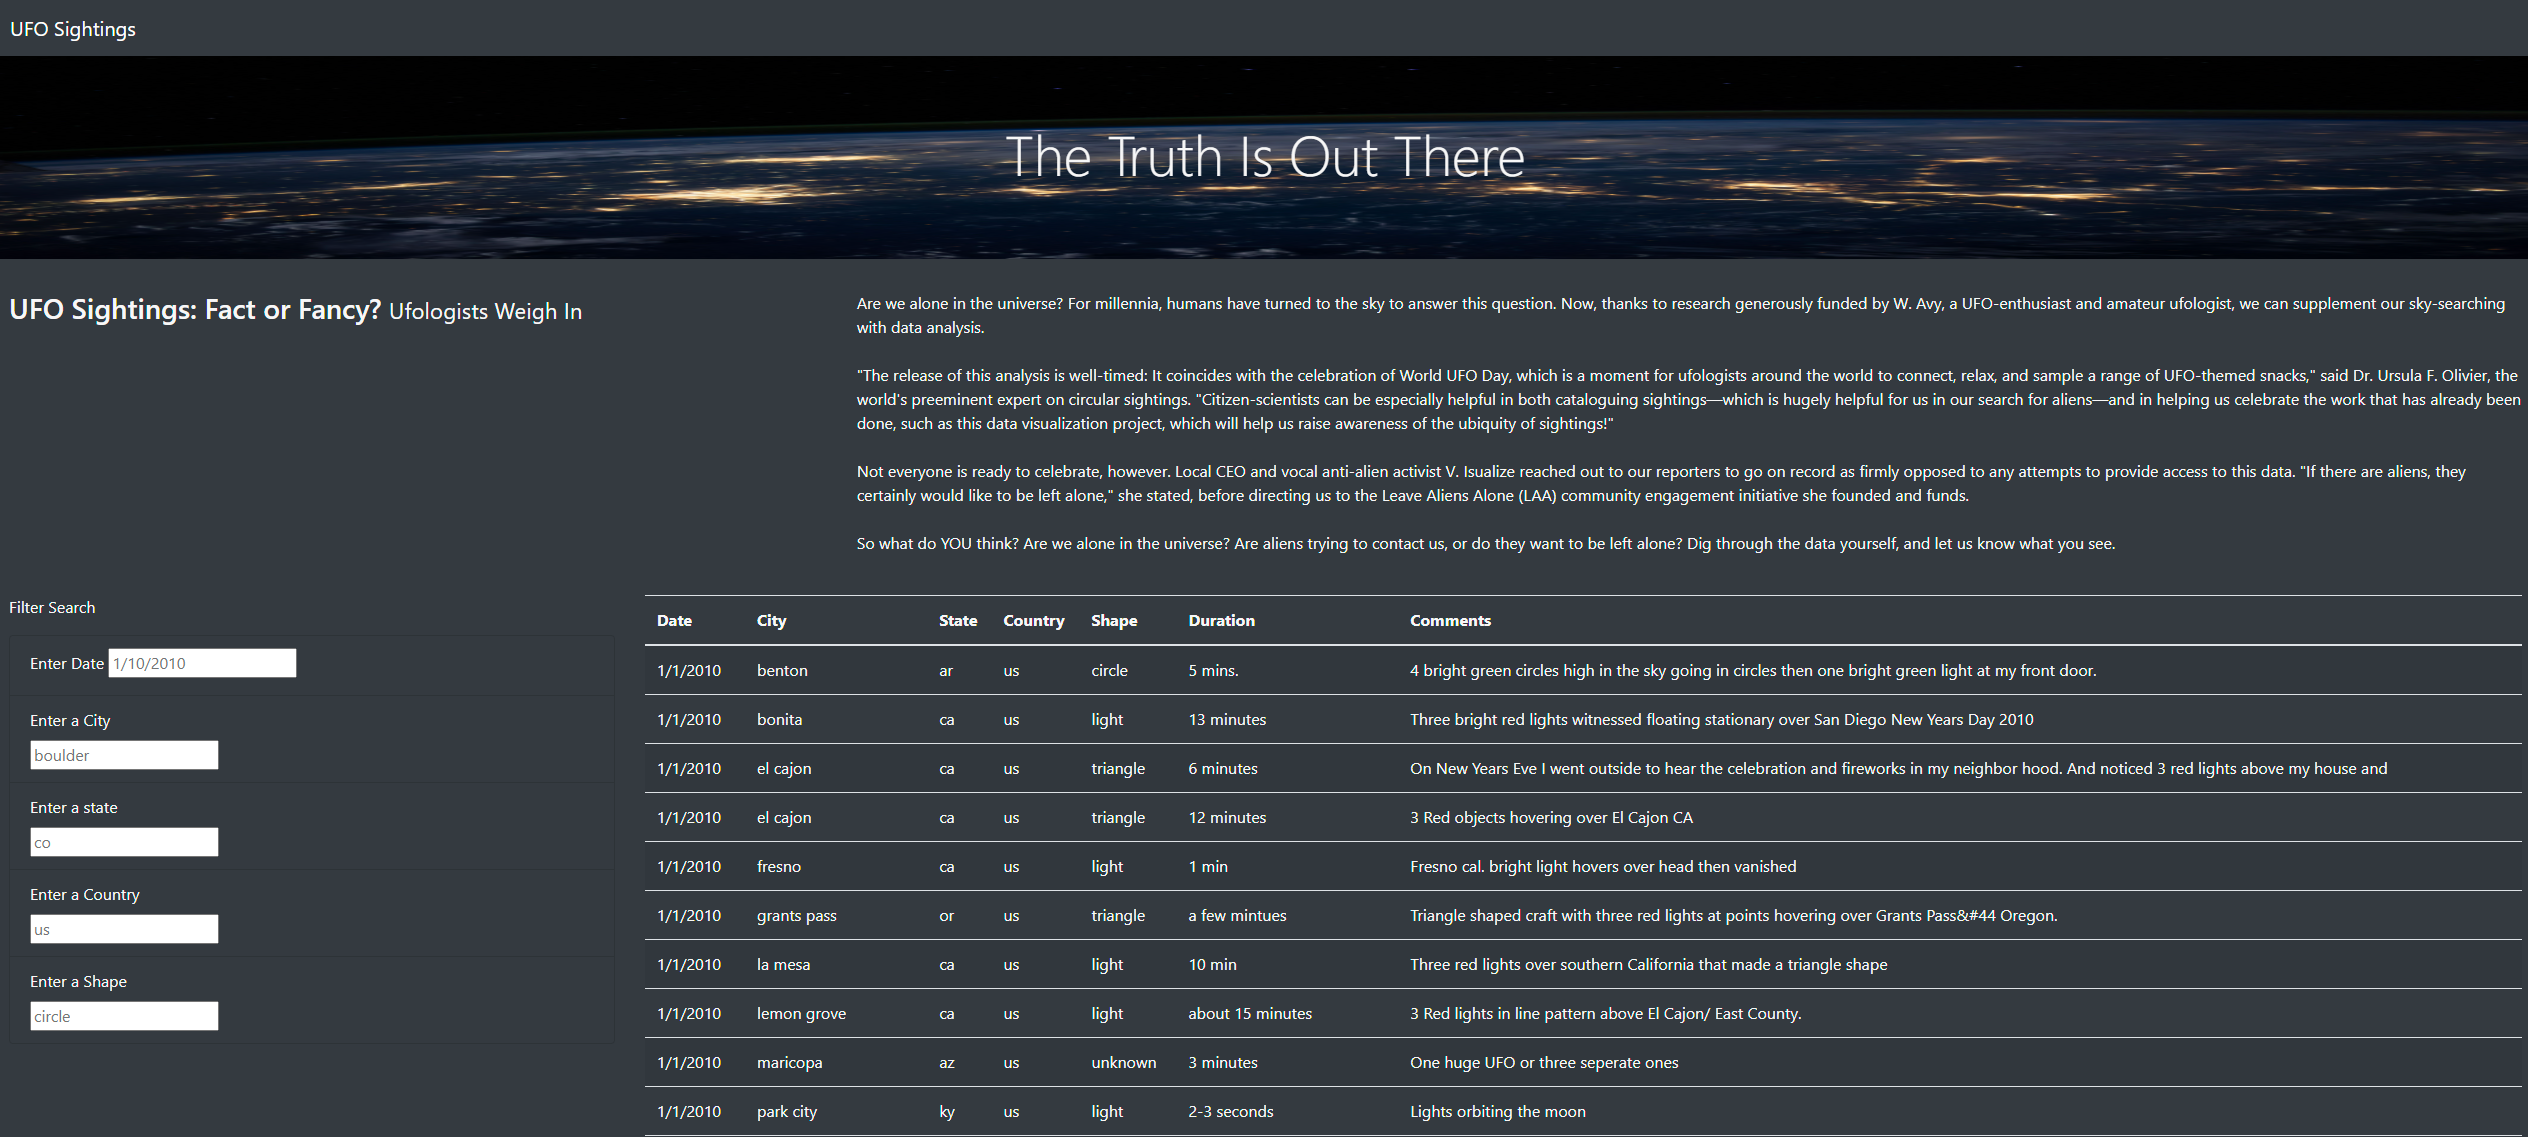 UFO Sightings
The Truth Is Out There
UFO Sightings: Fact or Fancy? Ufologists Weigh In
Are we alone in the universe? For millennia, humans have turned to the sky to answer this question. Now, thanks to research generously funded by W. Avy, a UFO-enthusiast and amateur ufologist, we can supplement our sky-searching
with data analysis.
"The release of this analysis is well-timed: It coincides with the celebration of World UFO Day, which is a moment for ufologists around the world to connect, relax, and sample a range of UFO-themed snacks," said Dr. Ursula F. Olivier, the
world's preeminent expert on circular sightings. "Citizen-scientists can be especially helpful in both cataloguing sightings—which is hugely helpful for us in our search for aliens—and in helping us celebrate the work that has already been
done, such as this data visualization project, which will help us raise awareness of the ubiquity of sightings!"
Not everyone is ready to celebrate, however. Local CEO and vocal anti-alien activist V. Isualize reached out to our reporters to go on record as firmly opposed to any attempts to provide access to this data. "If there are aliens, they
certainly would like to be left alone," she stated, before directing us to the Leave Aliens Alone (LAA) community engagement initiative she founded and funds.
So what do YOU think? Are we alone in the universe? Are aliens trying to contact us, or do they want to be left alone? Dig through the data yourself, and let us know what you see.
Filter Search
Enter Date 1/10/2010
Enter a City
boulder
Enter a state
co
Enter a Country
us
Enter a Shape
circle
Date City State Country Shape Duration Comments
1/1/2010 benton ar us circle 5 mins. 4 bright green circles high in the sky going in circles then one bright green light at my front door.
1/1/2010 bonita ca us light 13 minutes Three bright red lights witnessed floating stationary over San Diego New Years Day 2010
1/1/2010 el cajon ca us triangle 6 minutes On New Years Eve I went outside to hear the celebration and fireworks in my neighbor hood. And noticed 3 red lights above my house and
1/1/2010 el cajon ca us triangle 12 minutes 3 Red objects hovering over El Cajon CA
1/1/2010 fresno ca us light 1 min Fresno cal. bright light hovers over head then vanished
1/1/2010 grants pass or us triangle a few mintues Triangle shaped craft with three red lights at points hovering over Grants Pass&#44 Oregon.
1/1/2010 la mesa ca us light 10 min Three red lights over southern California that made a triangle shape
1/1/2010 lemon grove ca us light about 15 minutes 3 Red lights in line pattern above El Cajon/ East County.
1/1/2010 maricopa az us unknown 3 minutes One huge UFO or three seperate ones
1/1/2010 park city ky us light 2-3 seconds Lights orbiting the moon